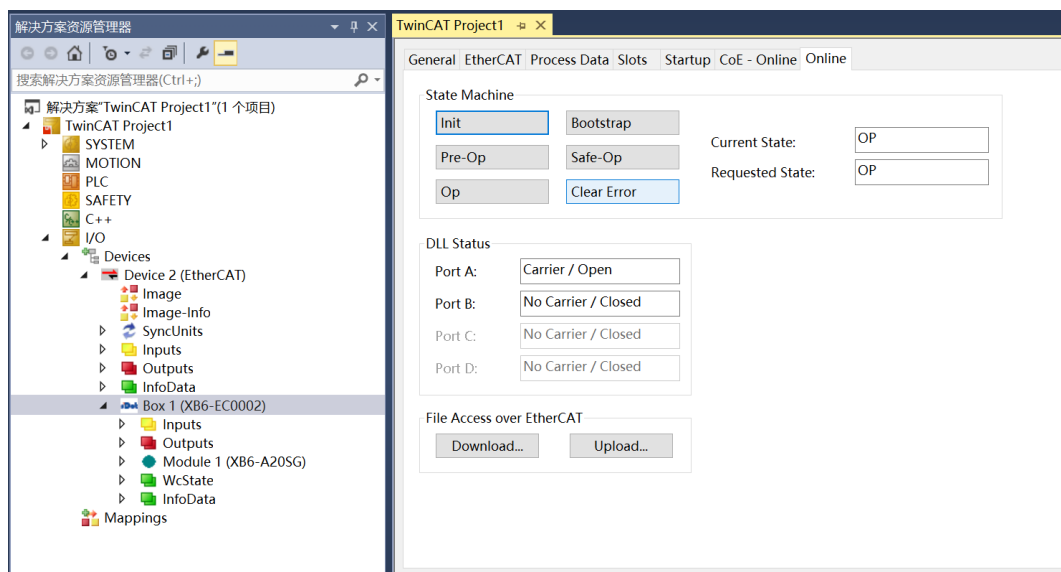 解决方案资源管理器
搜索解决方案资源管理器(Ctrl+;)
解决方案"TwinCAT Project1"(1 个项目)
TwinCAT Project1
SYSTEM
MOTION
PLC
SAFETY
C++
I/O
Devices
Device 2 (EtherCAT)
Image
Image-Info
SyncUnits
Inputs
Outputs
InfoData
Box 1 (XB6-EC0002)
Inputs
Outputs
Module 1 (XB6-A20SG)
WcState
InfoData
Mappings
TwinCAT Project1
General EtherCAT Process Data Slots Startup CoE - Online Online
State Machine
Init Bootstrap
Pre-Op Safe-Op
Op Clear Error
Current State: OP
Requested State: OP
DLL Status
Port A: Carrier / Open
Port B: No Carrier / Closed
Port C: No Carrier / Closed
Port D: No Carrier / Closed
File Access over EtherCAT
Download... Upload...